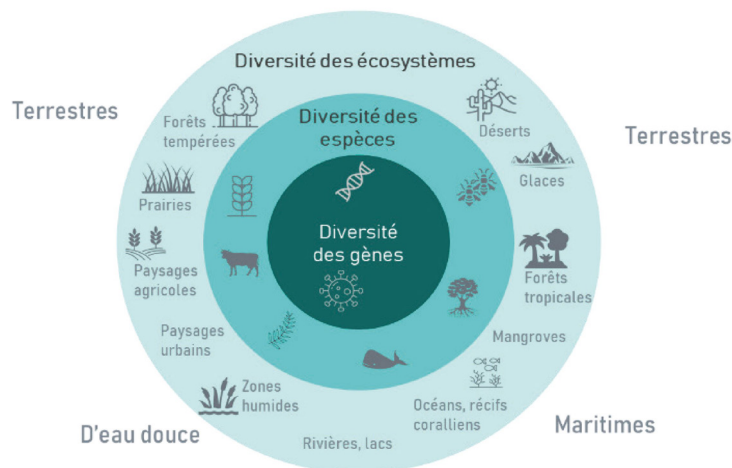 Diversité des écosystèmes
Terrestres
Terrestres
Forêts
tempérées
Diversité des
espèces
Déserts
Glaces
Prairies
Diversité
des gènes
Paysages
agricoles
Forêts
tropicales
Paysages
urbains
Mangroves
Zones
humides
Océans, récifs
coralliens
D'eau douce
Maritimes
Rivières, lacs